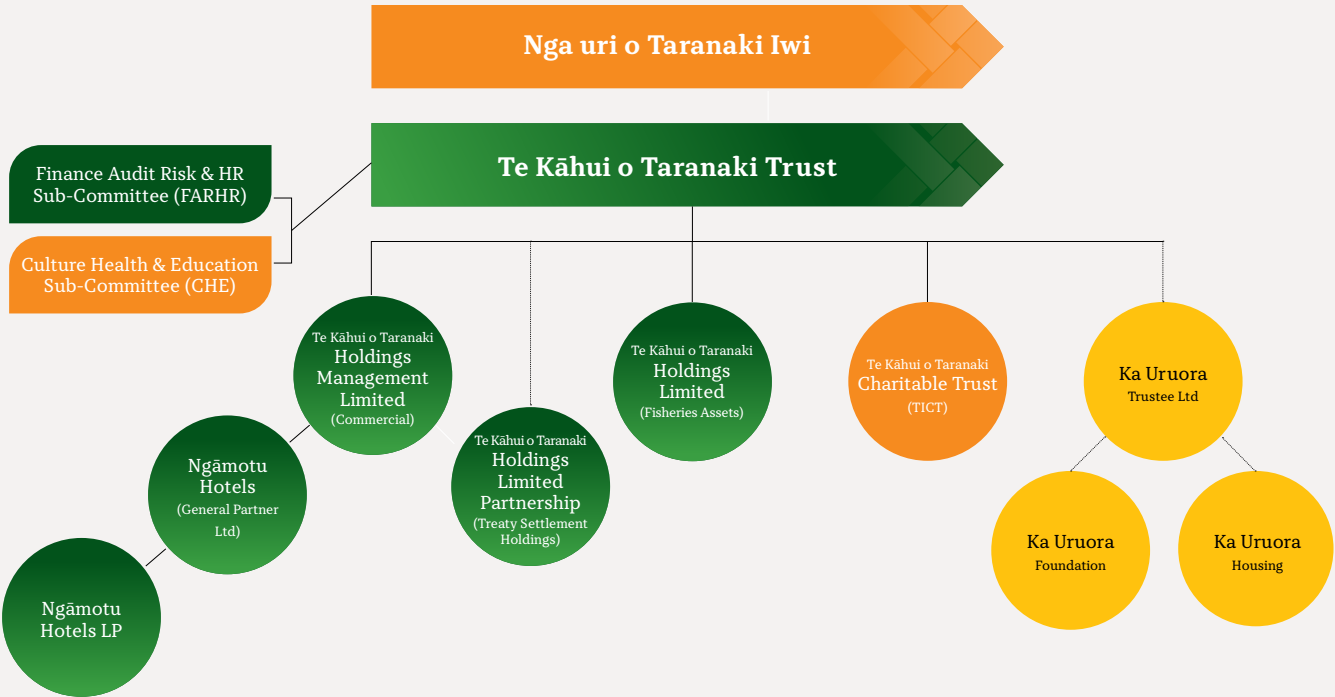 Nga uri o Taranaki Iwi
Te Kāhui o Taranaki Trust
Finance Audit Risk & HR
Sub-Committee (FARHR)
Culture Health & Education
Sub-Committee (CHE)
Te Kāhui o Taranaki
Holdings
Management
Limited
(Commercial)
Te Kāhui o Taranaki
Holdings
Limited
Partnership
(Treaty Settlement
Holdings)
Te Kāhui o Taranaki
Holdings
Limited
(Fisheries Assets)
Te Kāhui o Taranaki
Charitable Trust
(TICT)
Ka Uruora
Trustee Ltd
Ngāmotu
Hotels
(General Partner
Ltd)
Ngāmotu
Hotels LP
Ka Uruora
Foundation
Ka Uruora
Housing